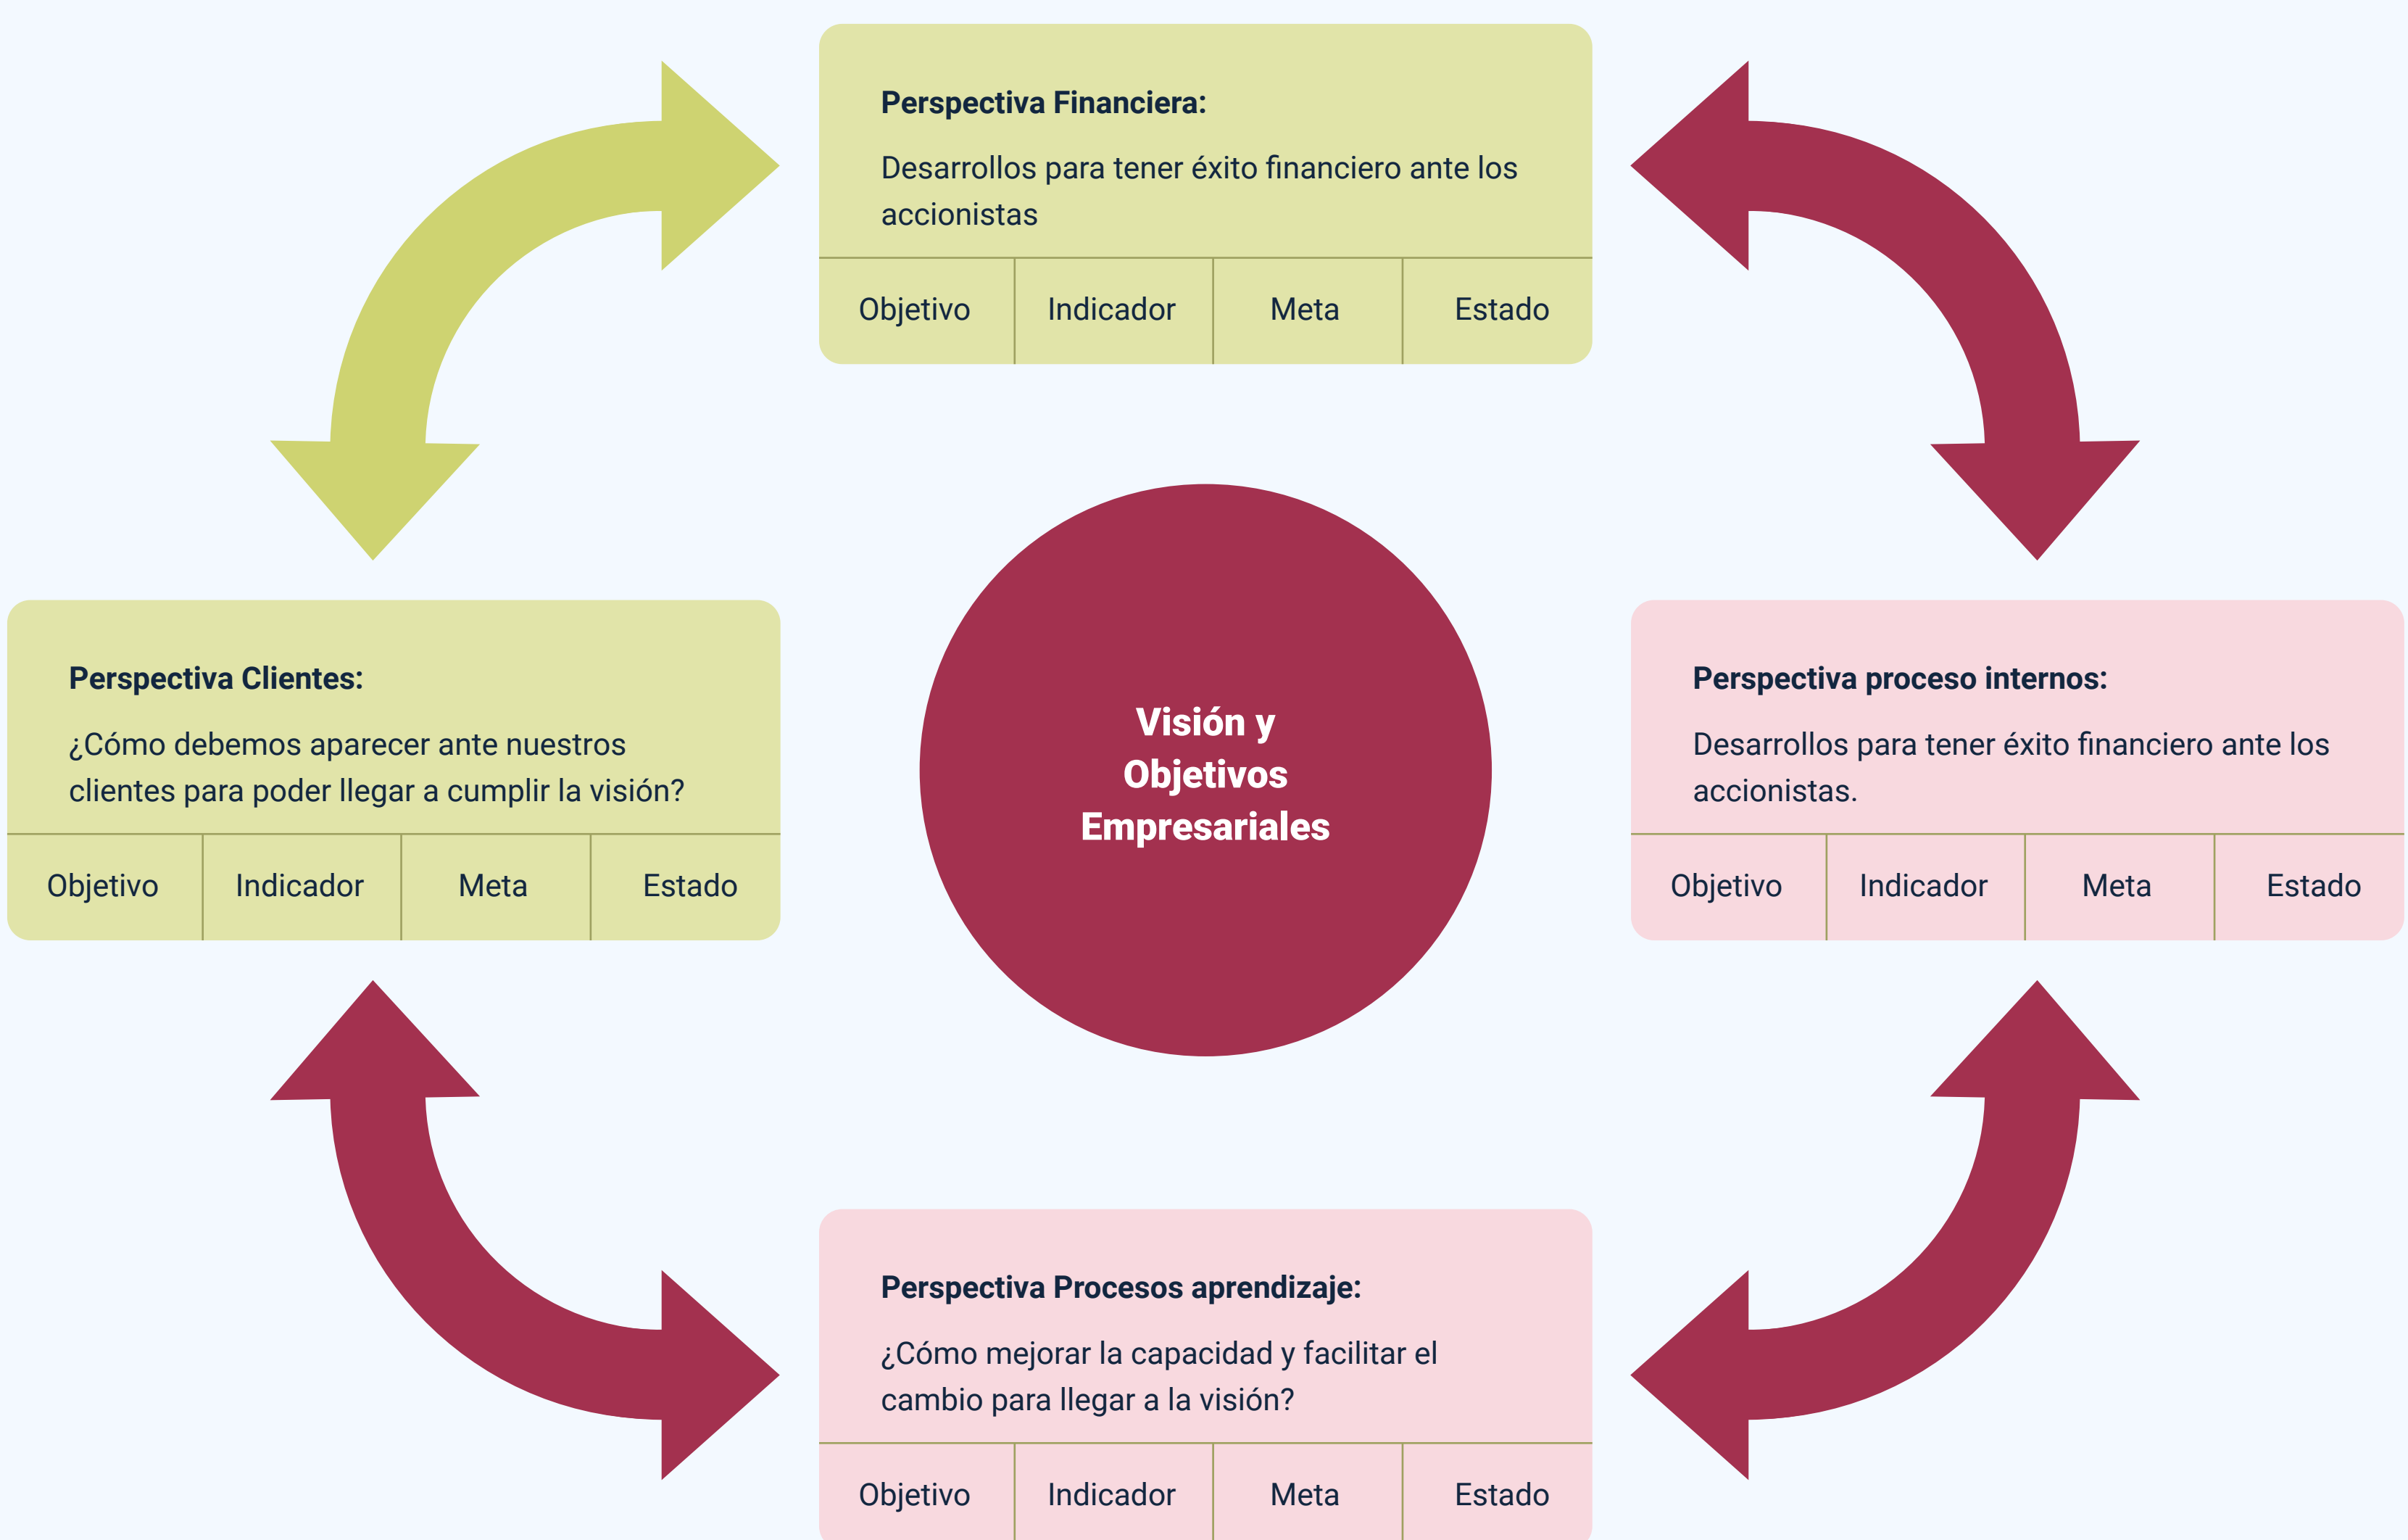 Perspectiva Financiera:
Desarrollos para tener éxito financiero ante los
accionistas
Objetivo Indicador Meta Estado
Perspectiva Clientes:
¿Cómo debemos aparecer ante nuestros
clientes para poder llegar a cumplir la visión?
Objetivo Indicador Meta Estado
Visión y
Objetivos
Empresariales
Perspectiva proceso internos:
Desarrollos para tener éxito financiero ante los
accionistas.
Objetivo Indicador Meta Estado
Perspectiva Procesos aprendizaje:
¿Cómo mejorar la capacidad y facilitar el
cambio para llegar a la visión?
Objetivo Indicador Meta Estado